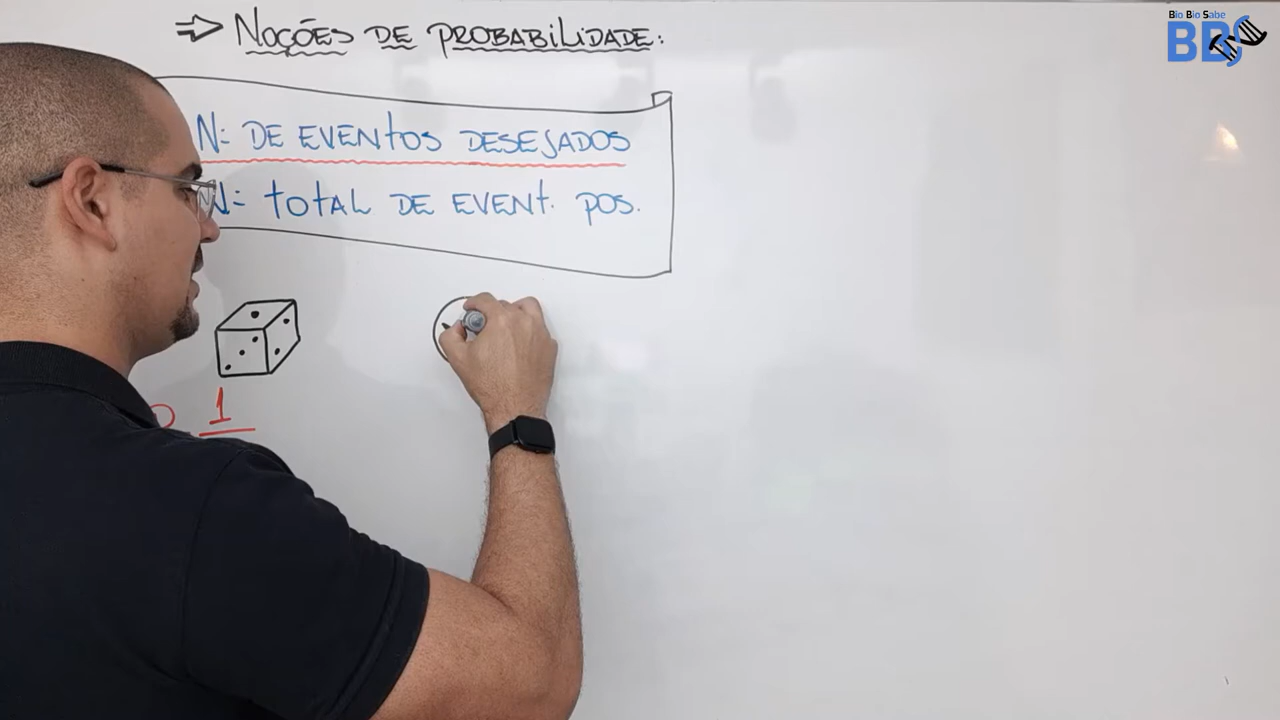 ⇒ NOÇÕES DE PROBABILIDADE:
Bio Bio Sabe
BBS
N: DE EVENTOS DESEJADOS
N: TOTAL DE EVENT. POS.
1